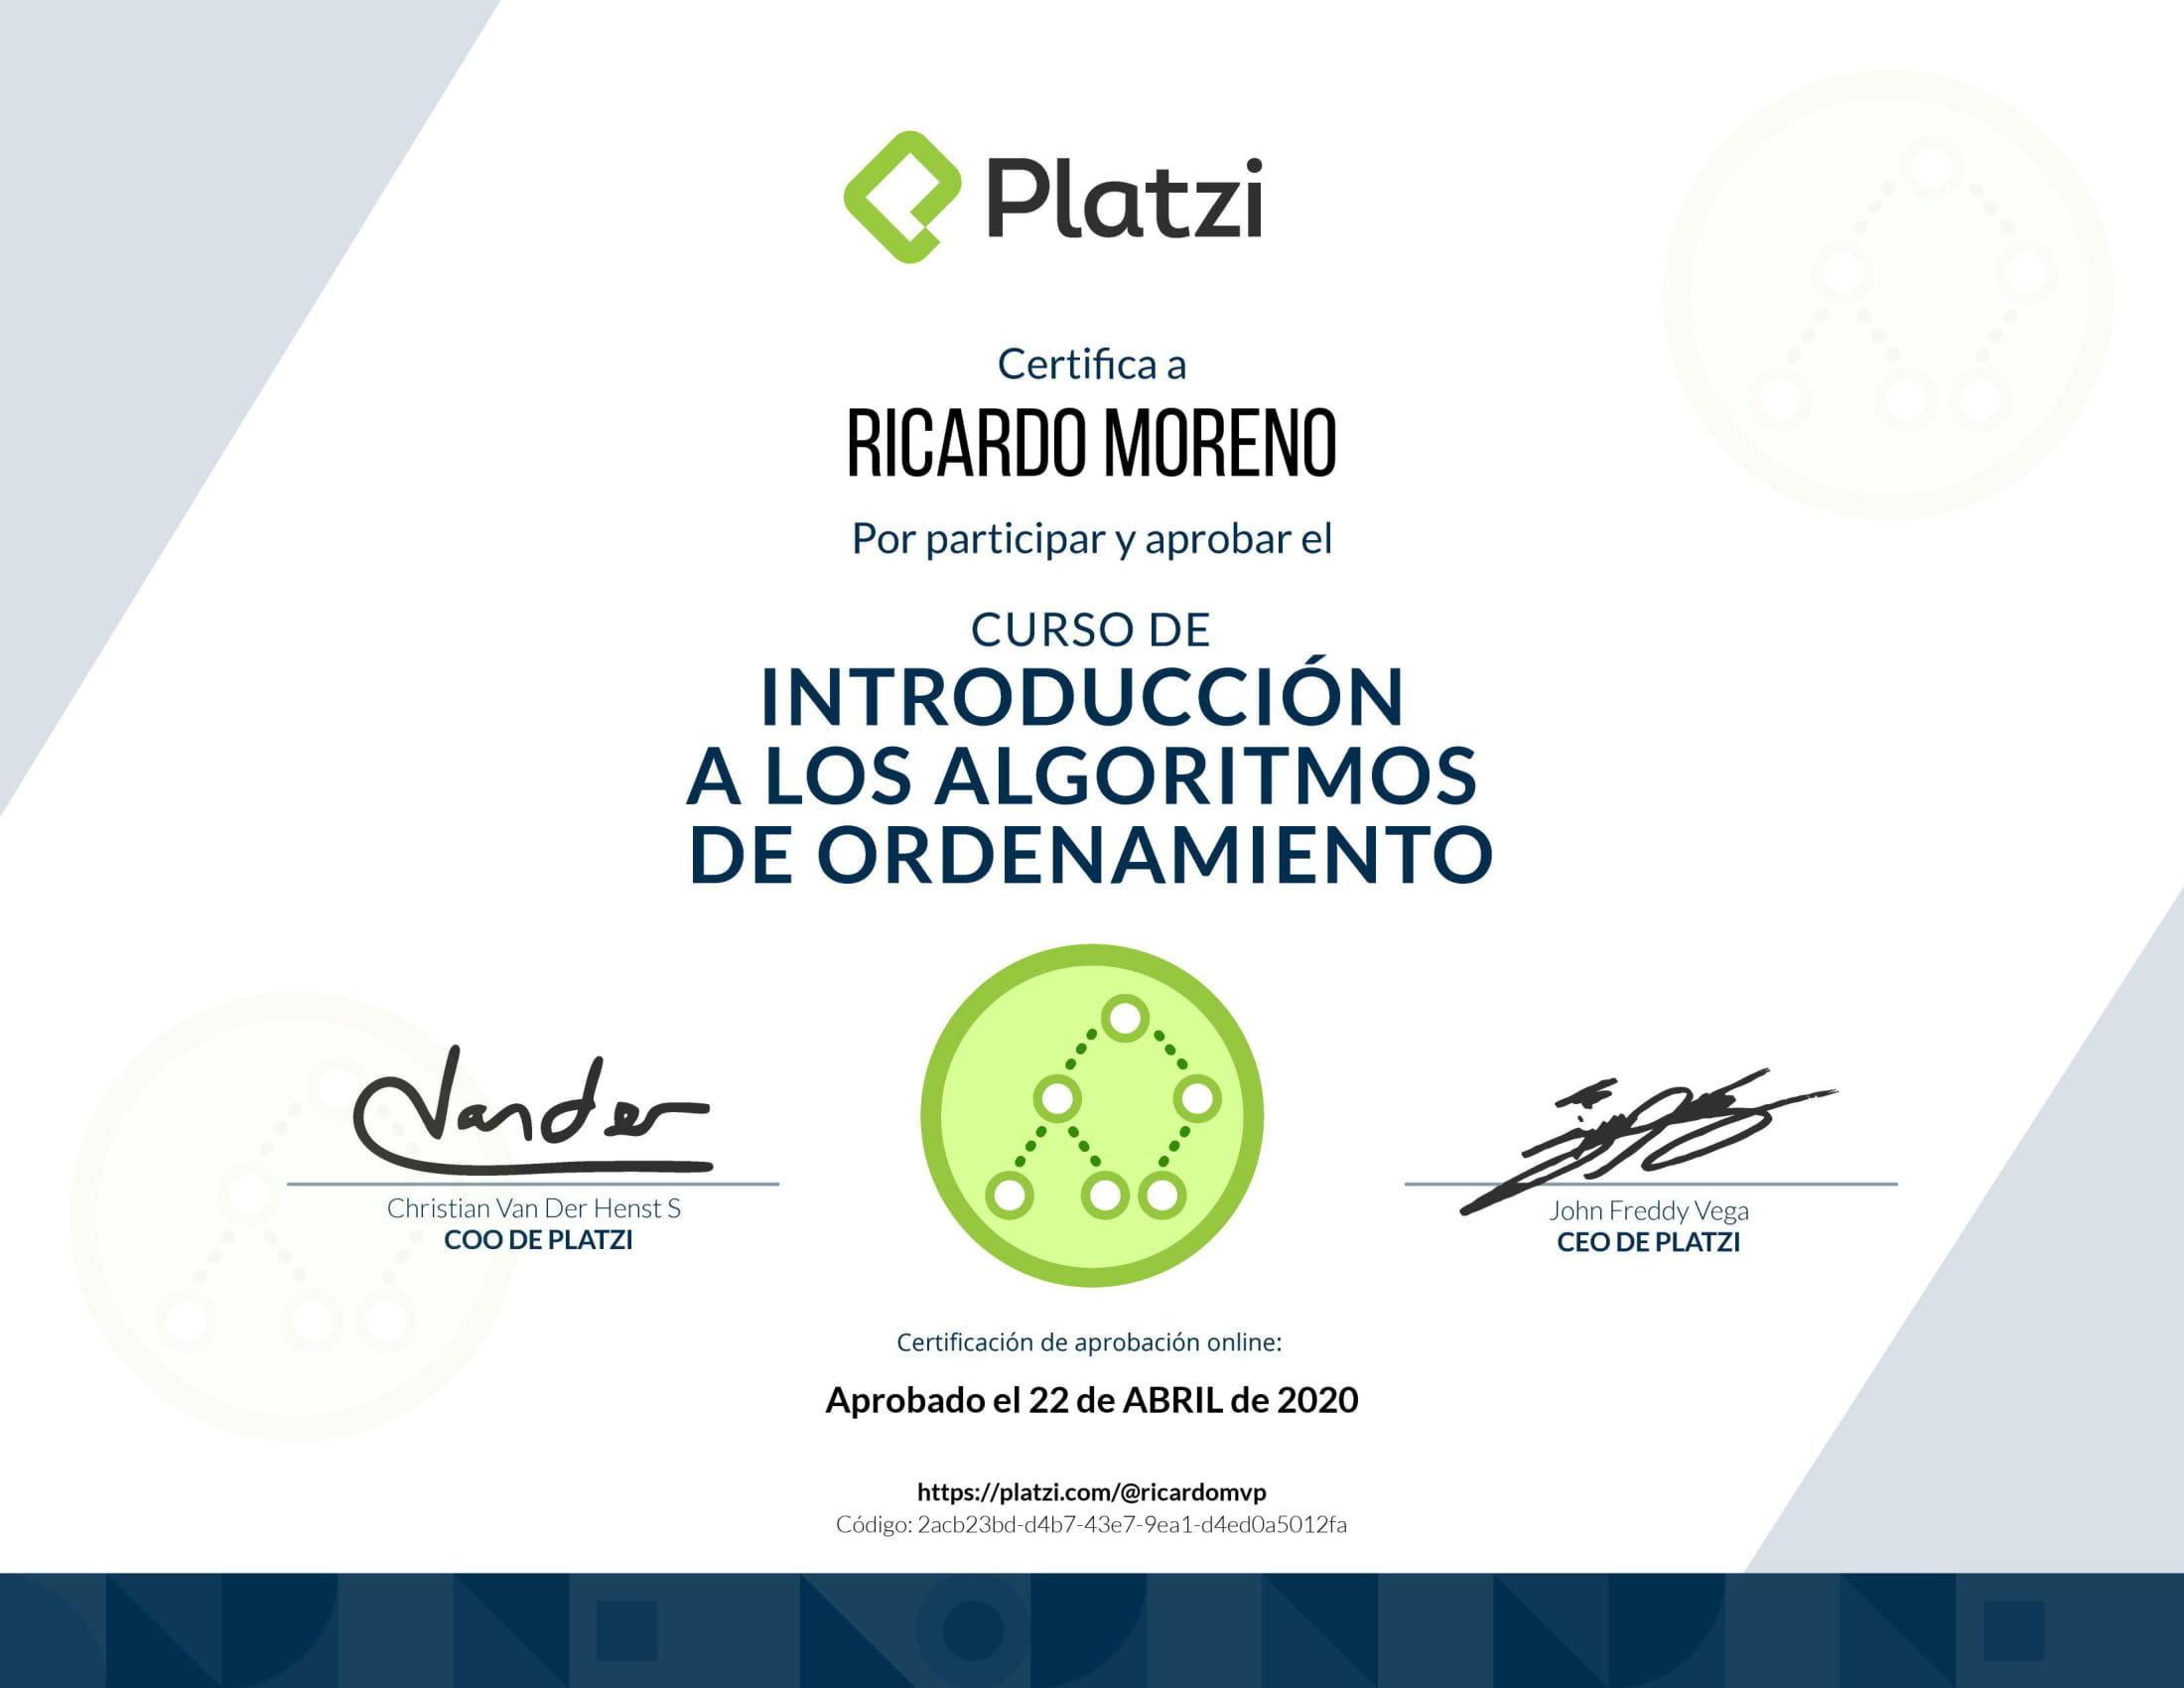 Platzi
Certifica a
RICARDO MORENO
Por participar y aprobar el
CURSO DE
INTRODUCCIÓN
A LOS ALGORITMOS
DE ORDENAMIENTO
Vander
Christian Van Der Henst S
COO DE PLATZI
John Freddy Vega
CEO DE PLATZI
Certificación de aprobación online:
Aprobado el 22 de ABRIL de 2020
https://platzi.com/@ricardomvp
Código: 2acb23bd-d4b7-43e7-9ea1-d4ed0a5012fa